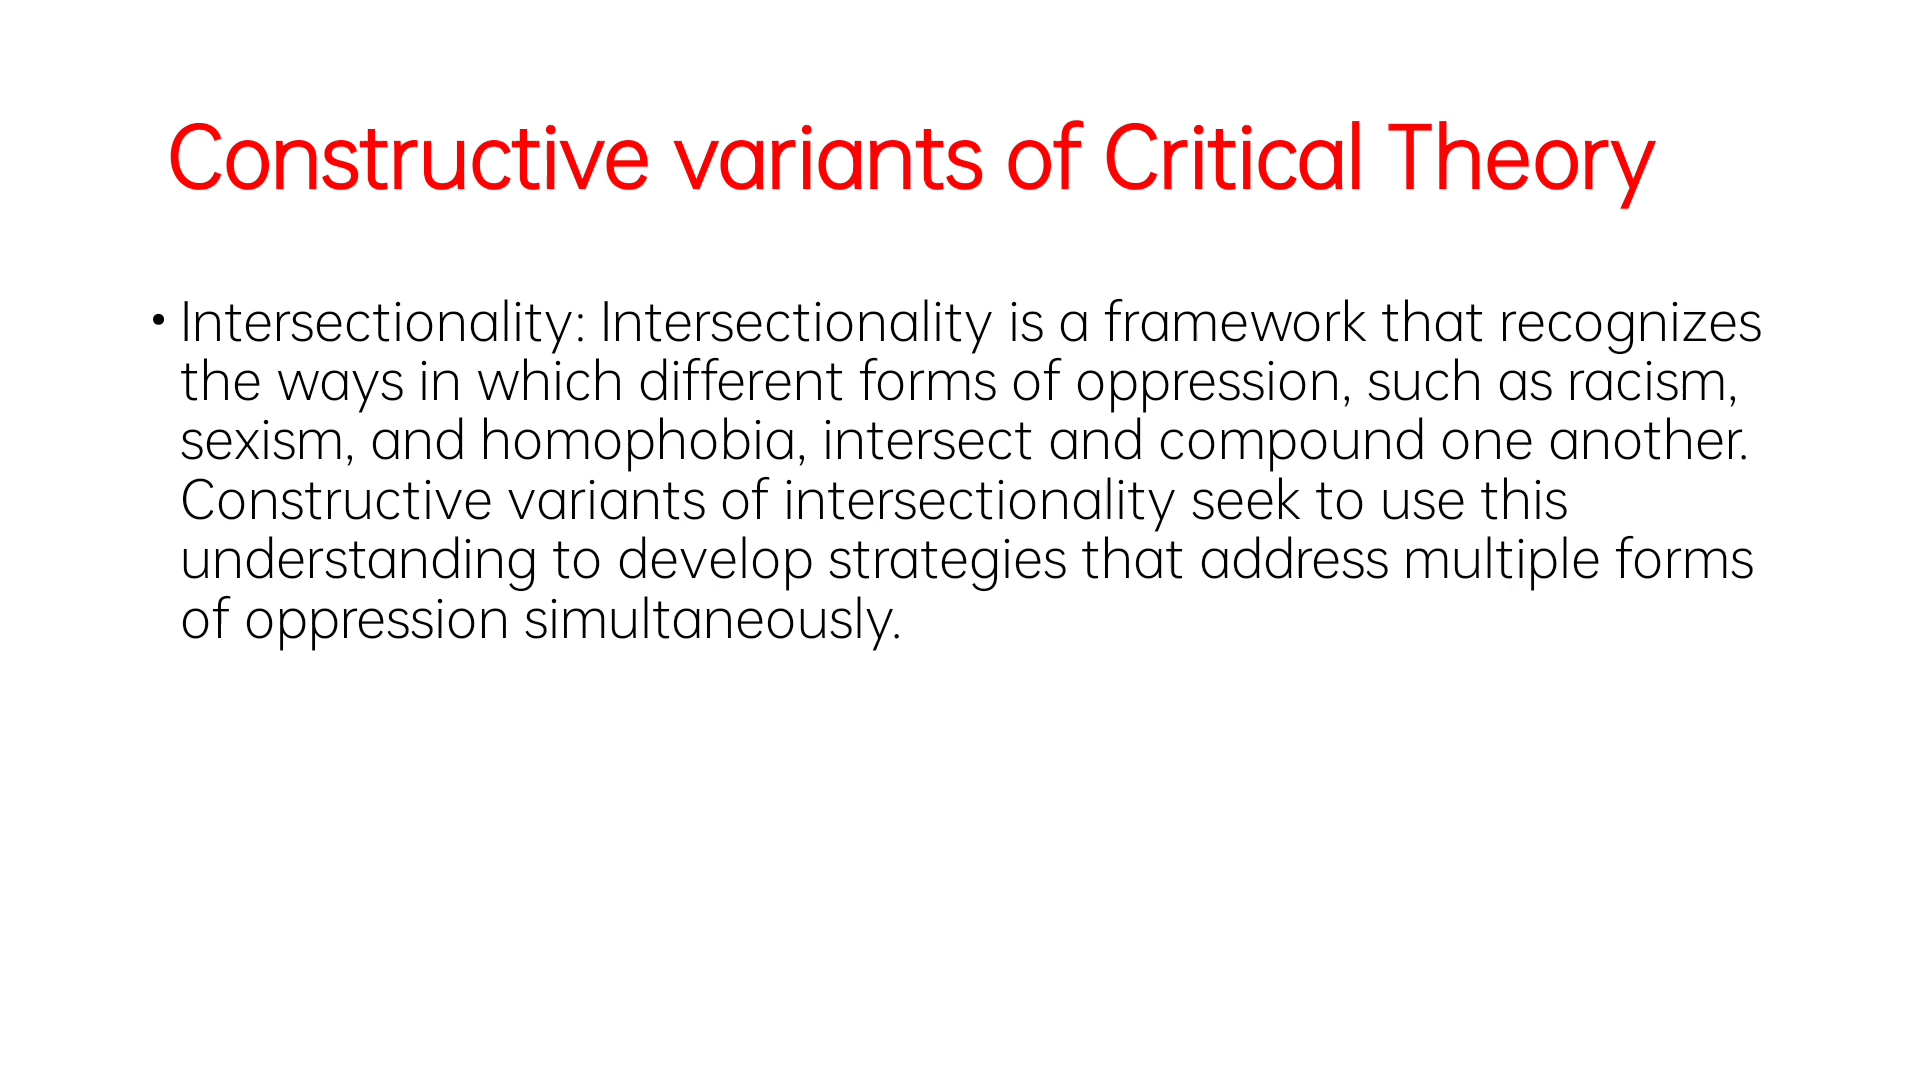 Constructive variants of Critical Theory
• Intersectionality: Intersectionality is a framework that recognizes
the ways in which different forms of oppression, such as racism,
sexism, and homophobia, intersect and compound one another.
Constructive variants of intersectionality seek to use this
understanding to develop strategies that address multiple forms
of oppression simultaneously.